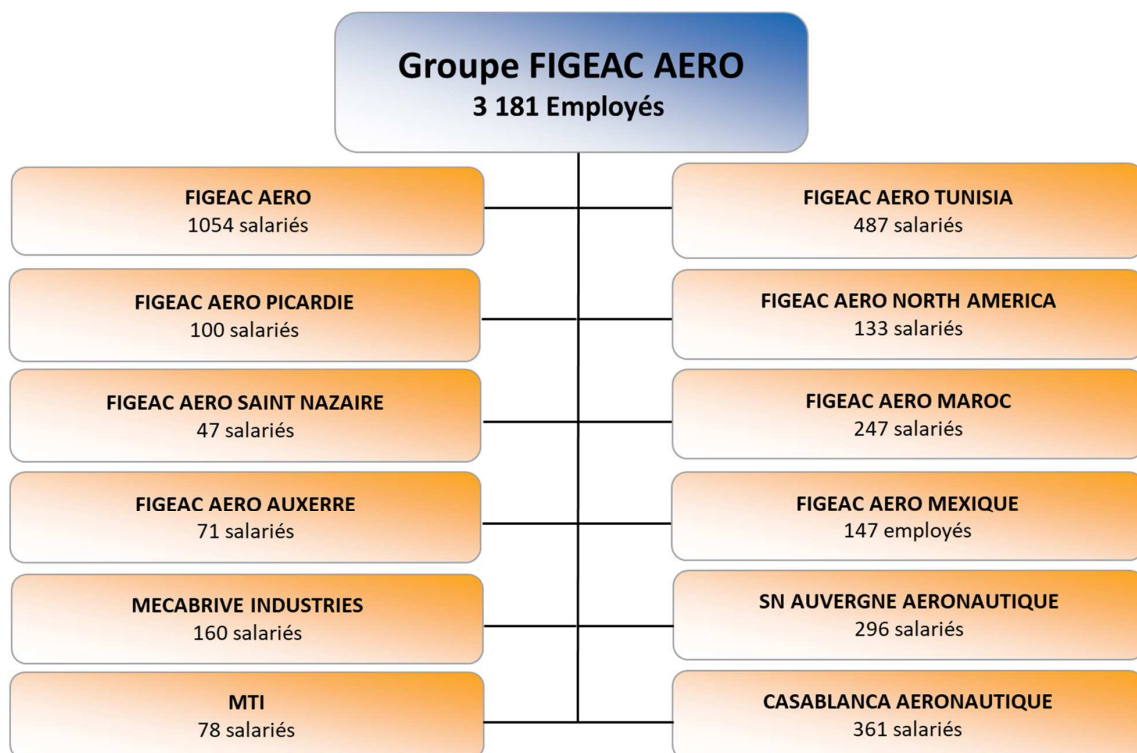 Groupe FIGEAC AERO
3 181 Employés
FIGEAC AERO
1054 salariés
FIGEAC AERO TUNISIA
487 salariés
FIGEAC AERO PICARDIE
100 salariés
FIGEAC AERO NORTH AMERICA
133 salariés
FIGEAC AERO SAINT NAZAIRE
47 salariés
FIGEAC AERO MAROC
247 salariés
FIGEAC AERO AUXERRE
71 salariés
FIGEAC AERO MEXIQUE
147 employés
MECABRIVE INDUSTRIES
160 salariés
SN AUVERGNE AERONAUTIQUE
296 salariés
MTI
78 salariés
CASABLANCA AERONAUTIQUE
361 salariés